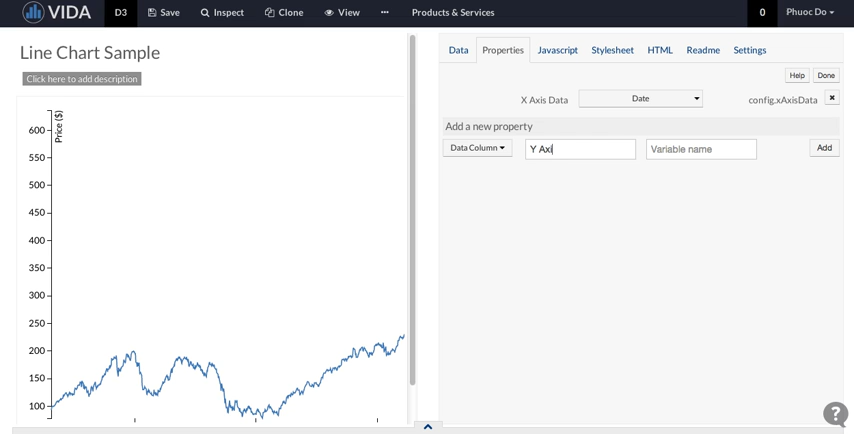 VIDA D3 Save Inspect Clone View ••• Products & Services 0 Phuoc Do
Line Chart Sample
Click here to add description
Data Properties Javascript Stylesheet HTML Readme Settings
Help Done
X Axis Data Date config.xAxisData ✖
Add a new property
Data Column Y Axi Variable name Add
Price ($)
600
550
500
450
400
350
300
250
200
150
100
?